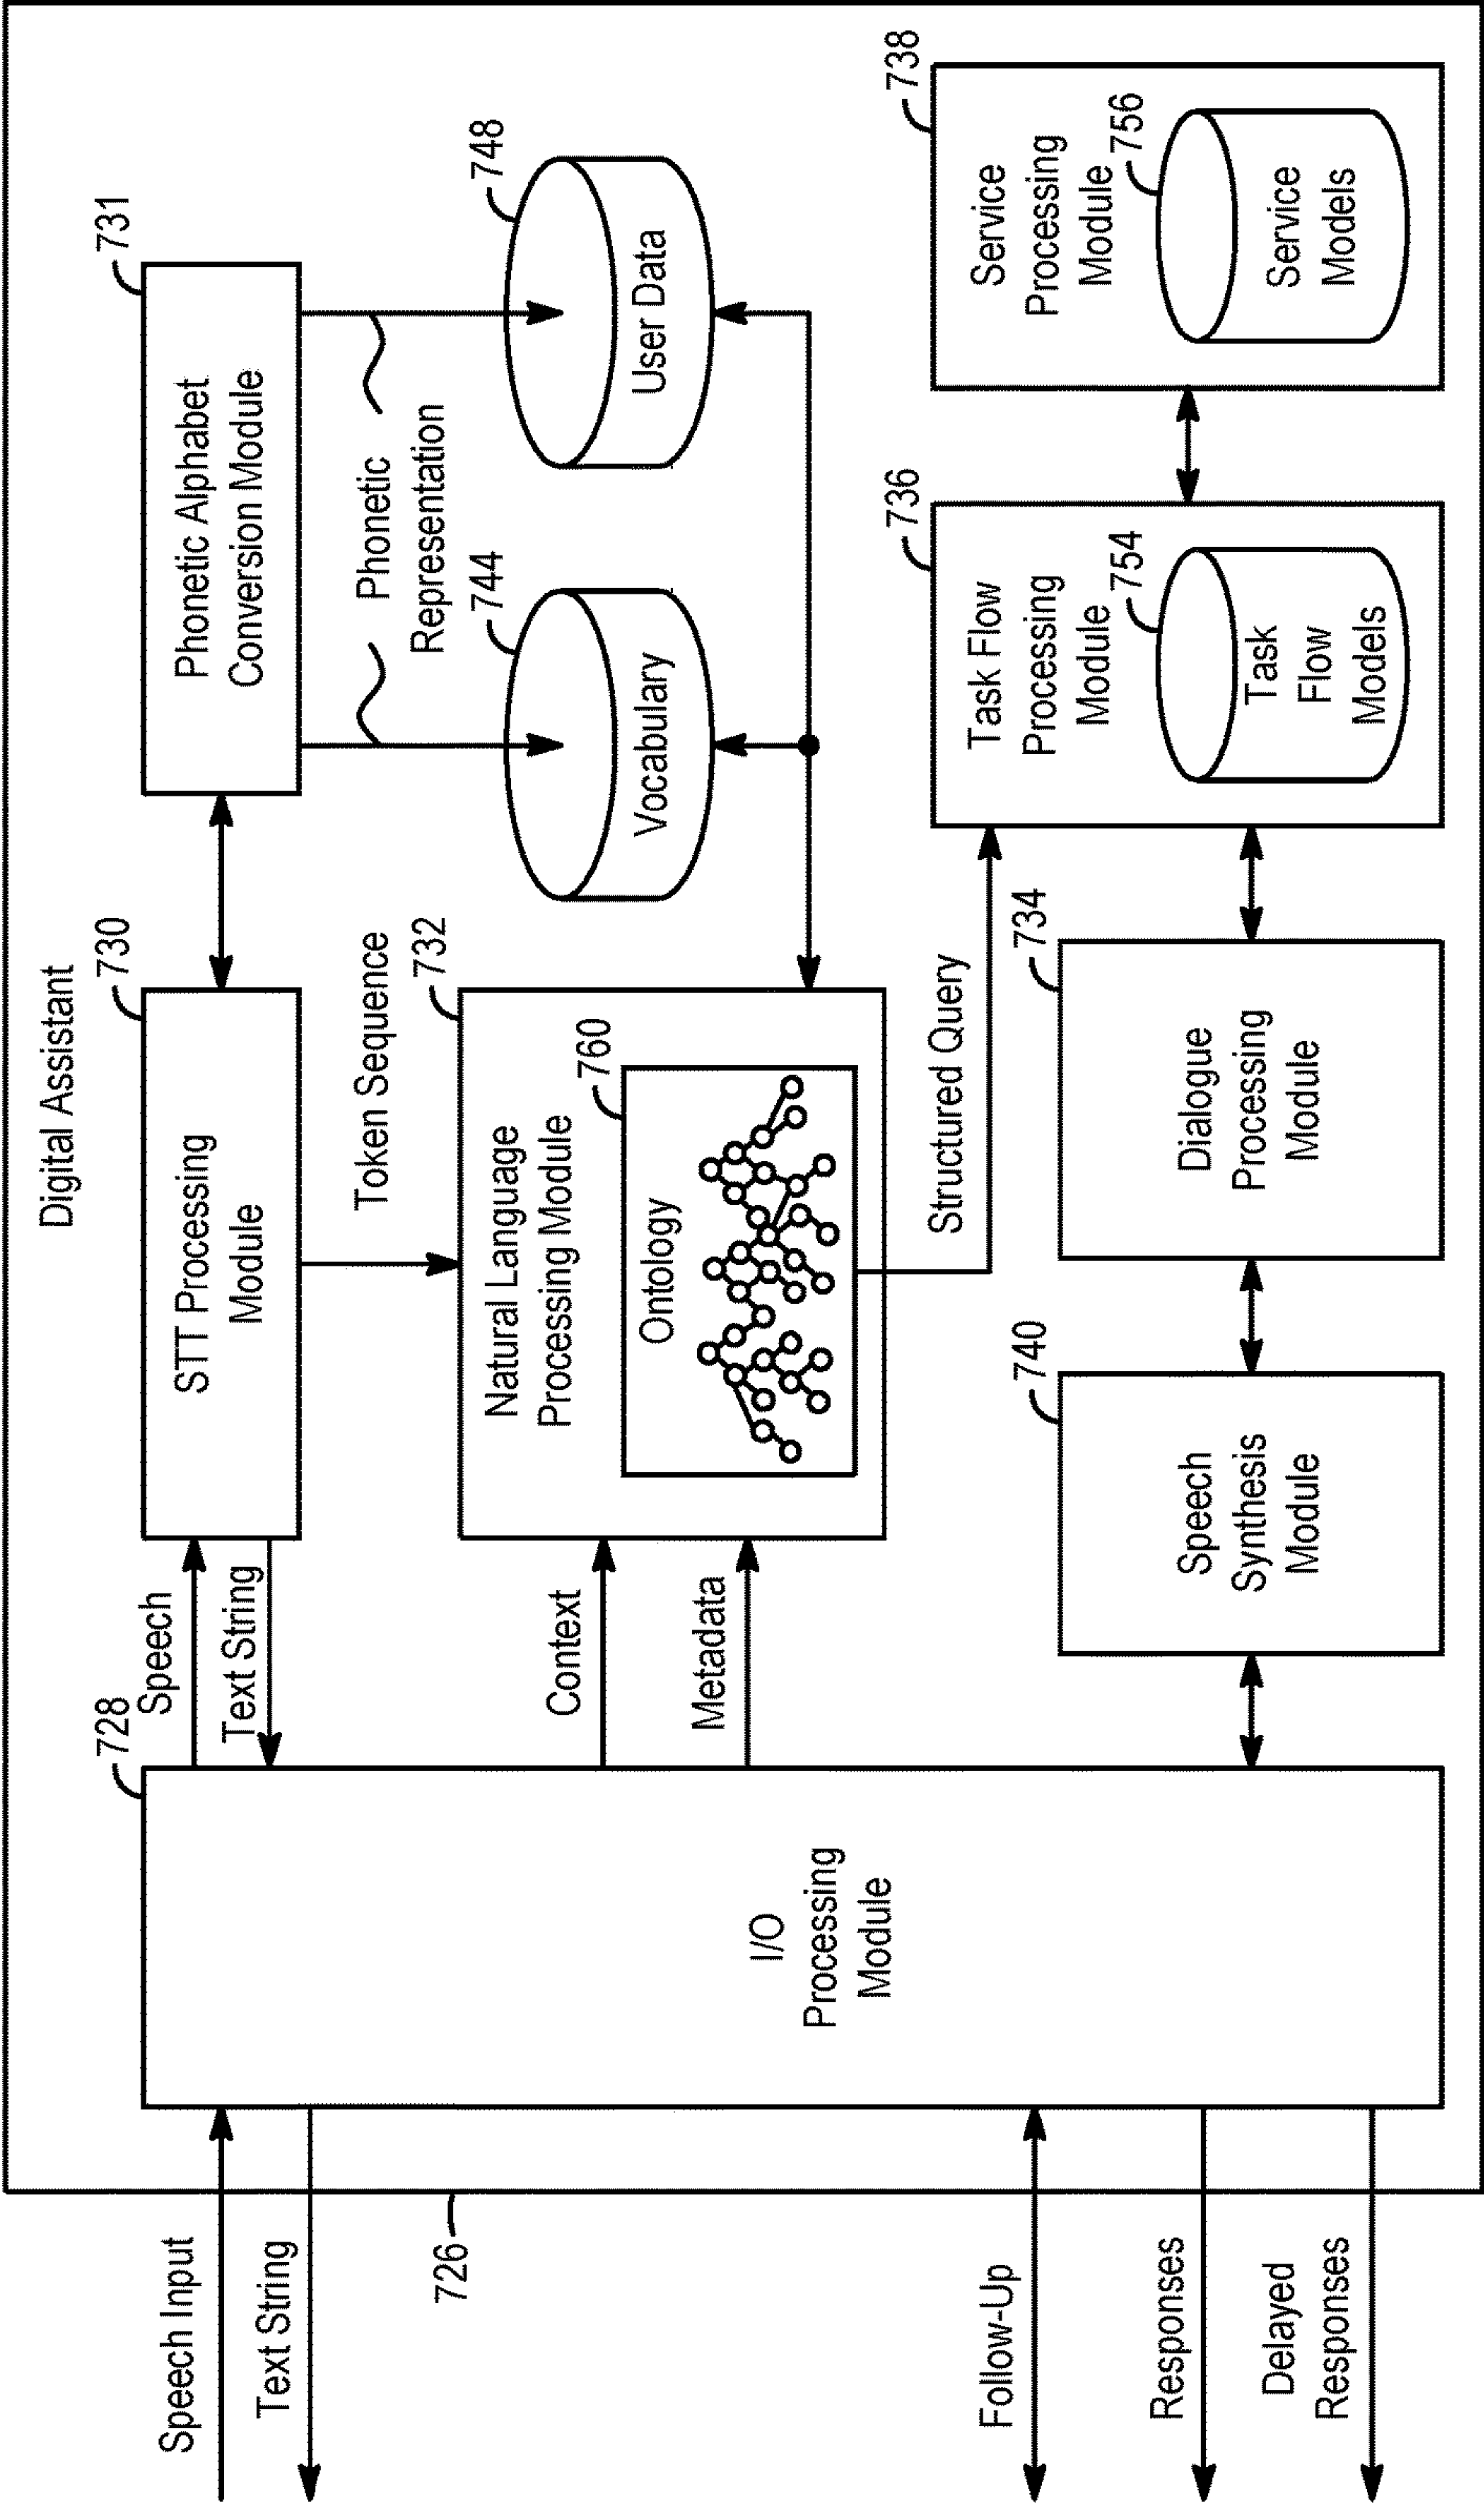 Digital Assistant
Speech Input
Text String
726
728
I/O
Processing
Module
Speech
Text String
730
STT Processing
Module
731
Phonetic Alphabet
Conversion Module
Token Sequence
Phonetic
Representation
Context
Metadata
732
Natural Language
Processing Module
760
Ontology
744
Vocabulary
748
User Data
Structured Query
Follow-Up
Responses
Delayed
Responses
740
Speech
Synthesis
Module
734
Dialogue
Processing
Module
736
Task Flow
Processing
Module
754
Task
Flow
Models
738
Service
Processing
Module
756
Service
Models